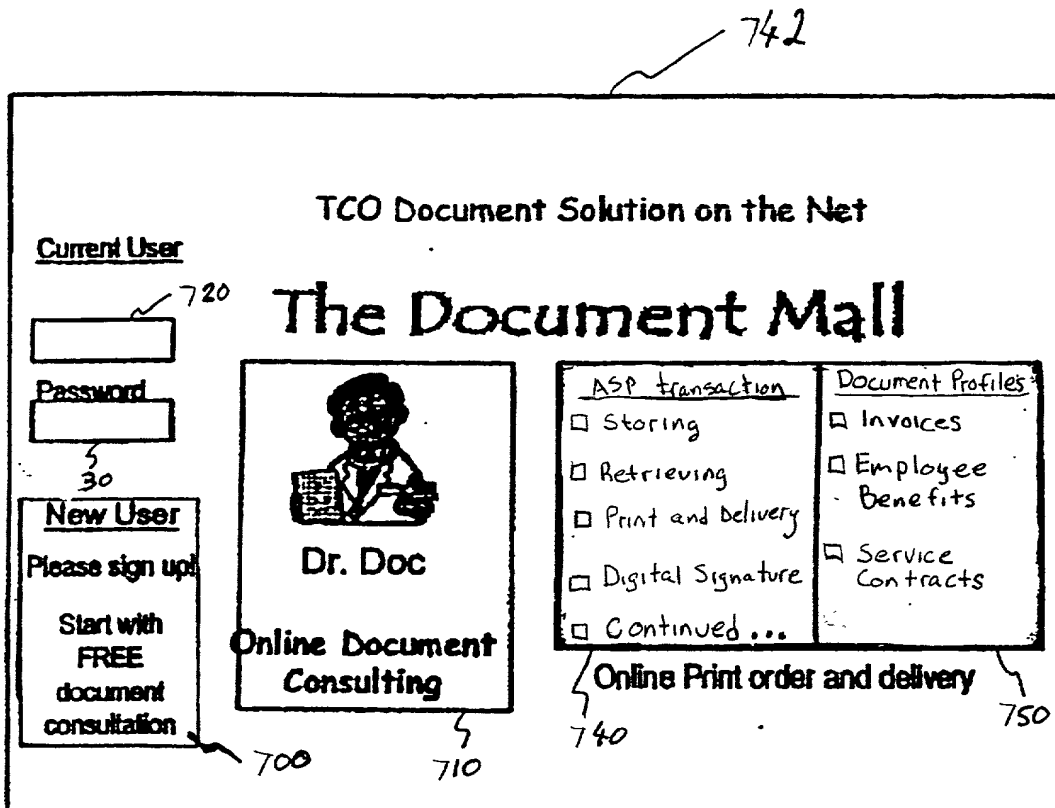 742
TCO Document Solution on the Net
Current User
720
The Document Mall
Password
30
New User
Please sign up!
Start with
FREE
document
consultation
700
Dr. Doc
Online Document
Consulting
710
ASP transaction
Storing
Retrieving
Print and Delivery
Digital Signature
Continued ...
740
Document Profiles
Invoices
Employee
Benefits
Service
Contracts
750
Online Print order and delivery